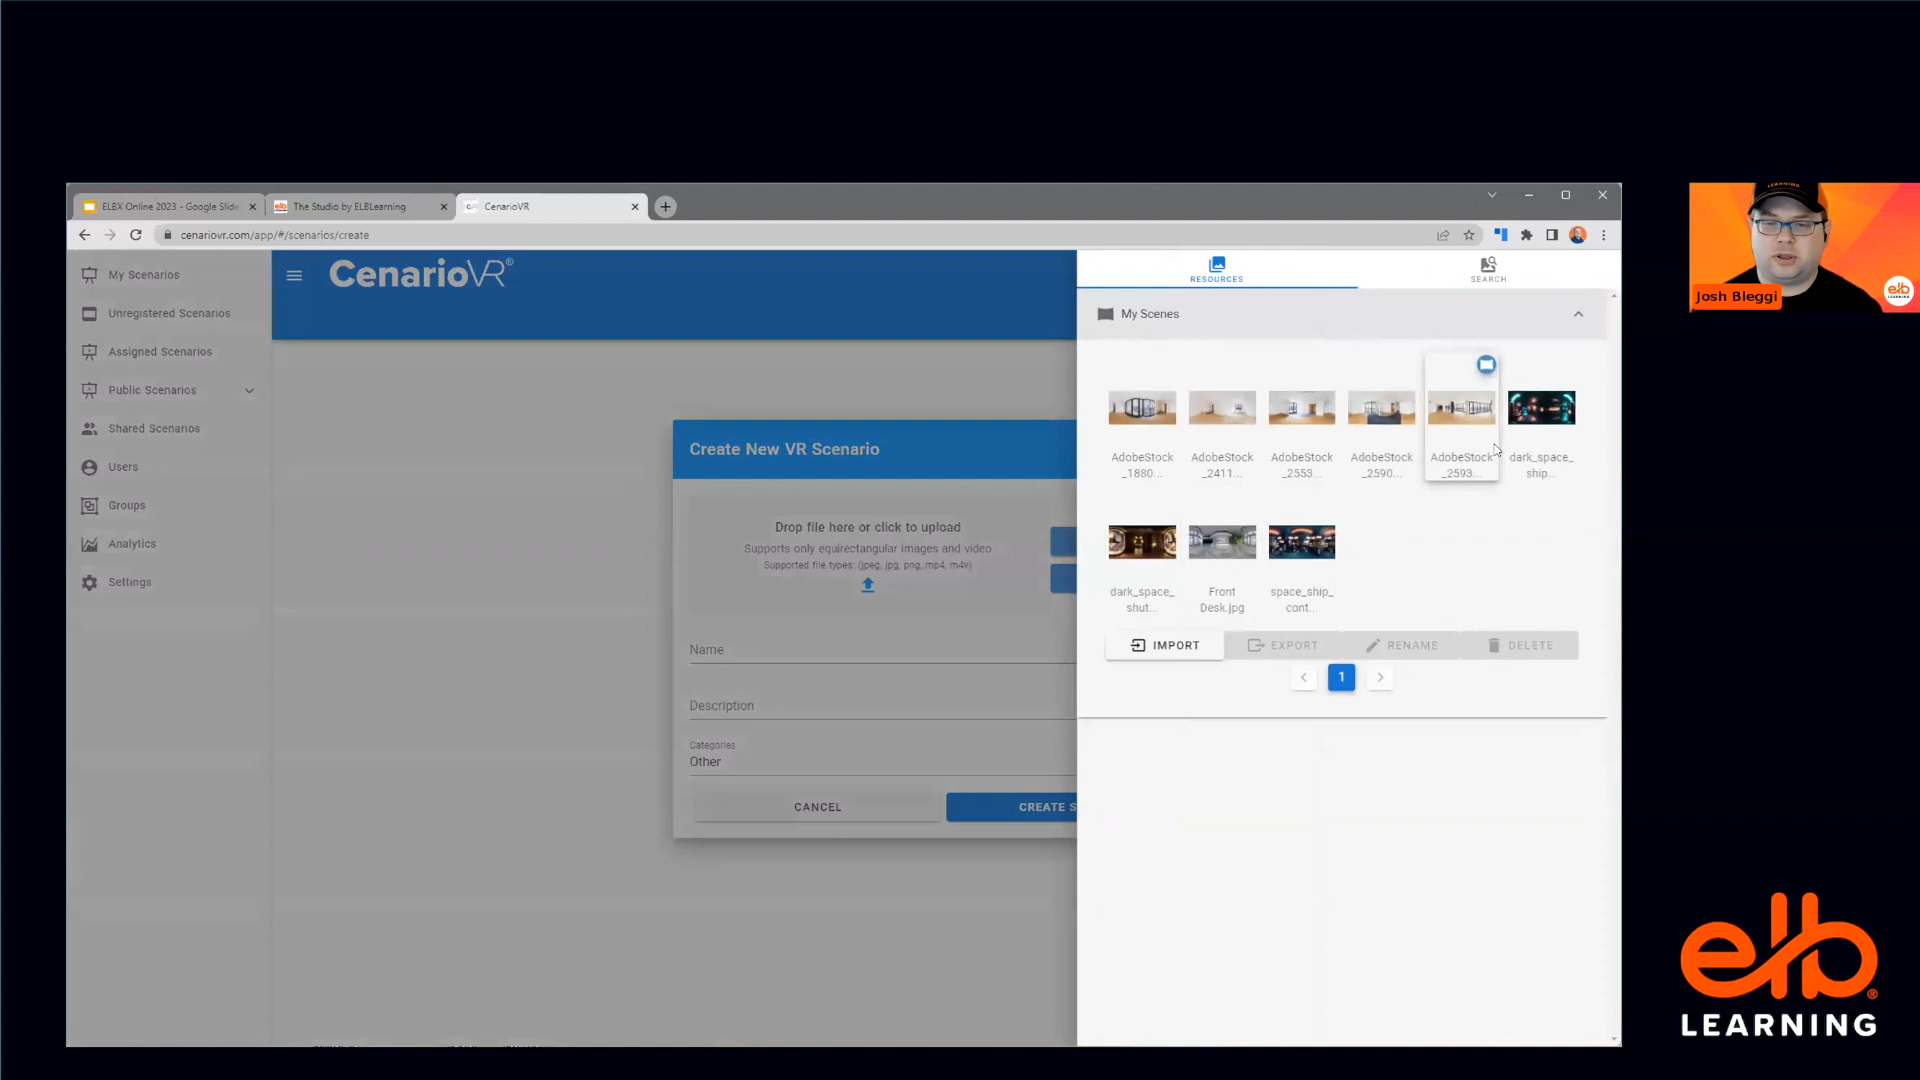 ELBX Online 2023 - Google Slide
The Studio by ELBLearning
CenarioVR
cenariovr.com/app/#/scenarios/create
My Scenarios
Unregistered Scenarios
Assigned Scenarios
Public Scenarios
Shared Scenarios
Users
Groups
Analytics
Settings
CenarioVR®
Create New VR Scenario
Drop file here or click to upload
Supports only equirectangular images and video
Supported file types: (jpeg, jpg, png, mp4, m4v)
Name
Description
Categories
Other
CANCEL
CREATE S
RESOURCES
SEARCH
My Scenes
AdobeStock
_1880...
AdobeStock
_2411...
AdobeStock
_2553...
AdobeStock
_2590...
AdobeStock
_2593...
dark_space_
ship...
dark_space_
shut...
Front
Desk.jpg
space_ship_
cont...
IMPORT
EXPORT
RENAME
DELETE
1
LEARNING
Josh Bleggi
elb
LEARNING
elb®
LEARNING